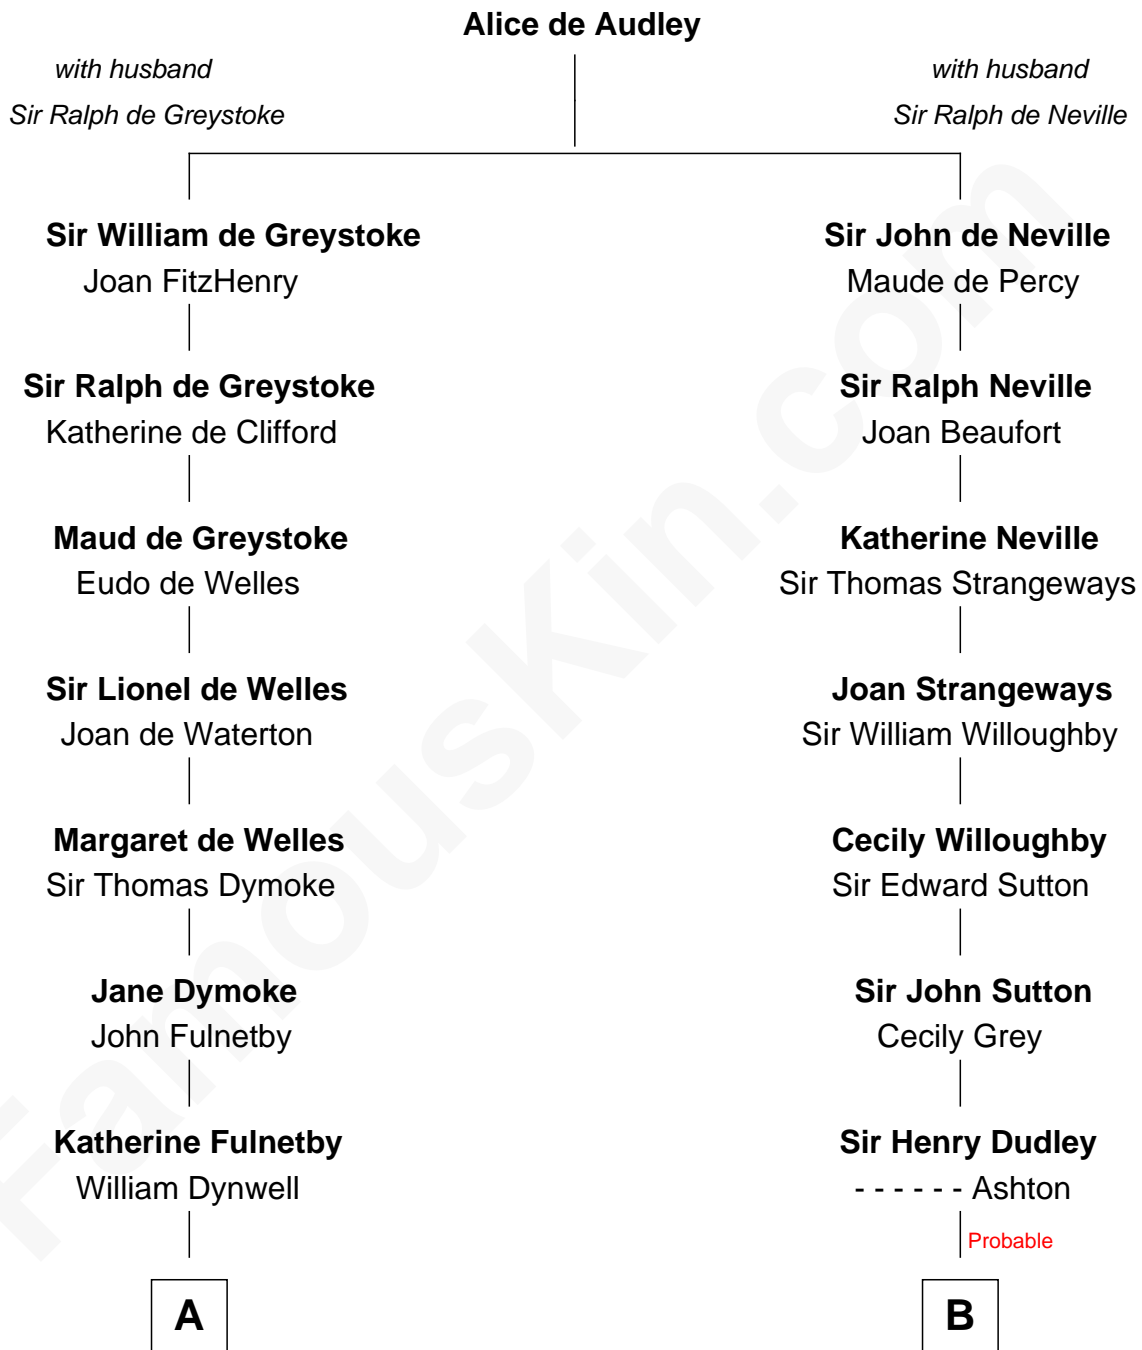 Alice de Audley
with husband
Sir Ralph de Greystoke
with husband
Sir Ralph de Neville
Sir William de Greystoke
Joan FitzHenry
Sir Ralph de Greystoke
Katherine de Clifford
Maud de Greystoke
Eudo de Welles
Sir Lionel de Welles
Joan de Waterton
Margaret de Welles
Sir Thomas Dymoke
Jane Dymoke
John Fulnetby
Katherine Fulnetby
William Dynwell
A
Sir John de Neville
Maude de Percy
Sir Ralph Neville
Joan Beaufort
Katherine Neville
Sir Thomas Strangeways
Joan Strangeways
Sir William Willoughby
Cecily Willoughby
Sir Edward Sutton
Sir John Sutton
Cecily Grey
Sir Henry Dudley
- - - - - - Ashton
Probable
B
FamousKin.com